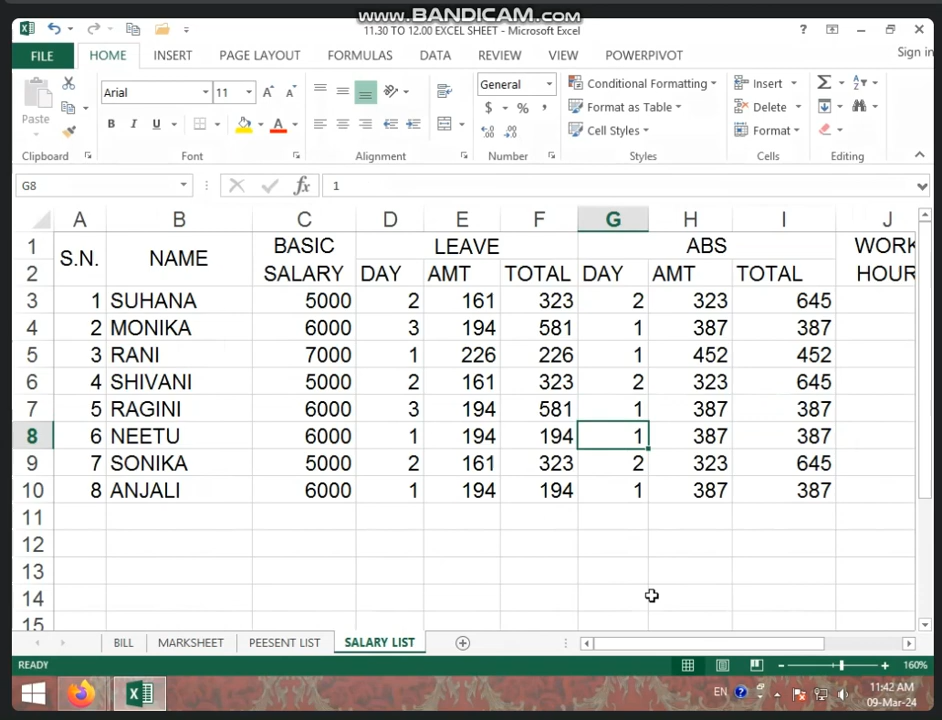 www.BANDICAM.com
11.30 TO 12.00 EXCEL SHEET - Microsoft Excel
Sign in
FILE HOME INSERT PAGE LAYOUT FORMULAS DATA REVIEW VIEW POWERPIVOT
Arial 11 General Conditional Formatting Insert
Paste Format as Table Delete
B I U A $ % , Cell Styles Format
Clipboard Font Alignment Number Styles Cells Editing
G8 fx 1
A B C D E F G H I J
1 S.N. NAME BASIC LEAVE ABS WORK
2 SALARY DAY AMT TOTAL DAY AMT TOTAL HOUR
3 1 SUHANA 5000 2 161 323 2 323 645
4 2 MONIKA 6000 3 194 581 1 387 387
5 3 RANI 7000 1 226 226 1 452 452
6 4 SHIVANI 5000 2 161 323 2 323 645
7 5 RAGINI 6000 3 194 581 1 387 387
8 6 NEETU 6000 1 194 194 1 387 387
9 7 SONIKA 5000 2 161 323 2 323 645
10 8 ANJALI 6000 1 194 194 1 387 387
11
12
13
14
15
BILL MARKSHEET PEESENT LIST SALARY LIST
READY 160%
EN 11:42 AM
09-Mar-24